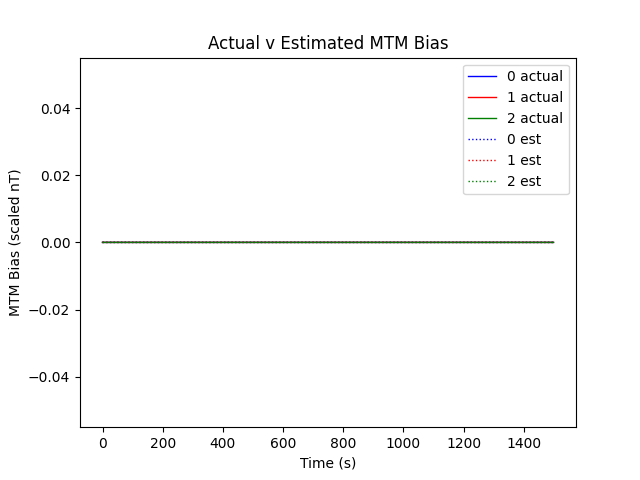 Actual v Estimated MTM Bias
0 actual
1 actual
2 actual
0 est
1 est
2 est
MTM Bias (scaled nT)
0.04
0.02
0.00
−0.02
−0.04
0 200 400 600 800 1000 1200 1400
Time (s)